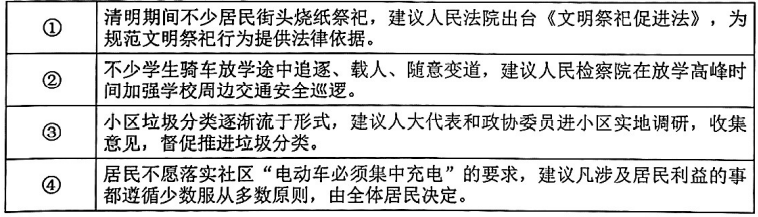 ①
清明期间不少居民街头烧纸祭祀，建议人民法院出台《文明祭祀促进法》，为
规范文明祭祀行为提供法律依据。
②
不少学生骑车放学途中追逐、载人、随意变道，建议人民检察院在放学高峰时
间加强学校周边交通安全巡逻。
③
小区垃圾分类逐渐流于形式，建议人大代表和政协委员进小区实地调研，收集
意见，督促推进垃圾分类。
④
居民不愿落实社区“电动车必须集中充电”的要求，建议凡涉及居民利益的事
都遵循少数服从多数原则，由全体居民决定。